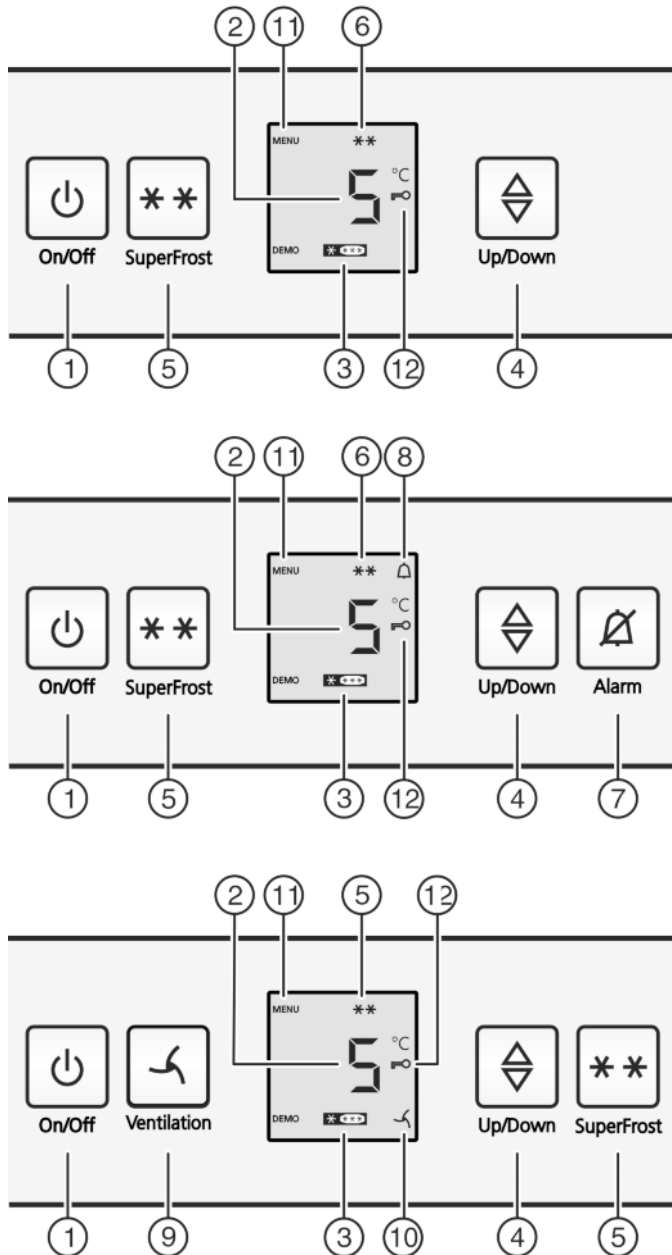 2 11 6
MENU
5 °C
DEMO
On/Off SuperFrost Up/Down
1 5 3 12 4
2 11 6 8
MENU
5 °C
DEMO
On/Off SuperFrost Up/Down Alarm
1 5 3 12 4 7
2 11 5 12
MENU
5 °C
DEMO
On/Off Ventilation Up/Down SuperFrost
1 9 3 10 4 5